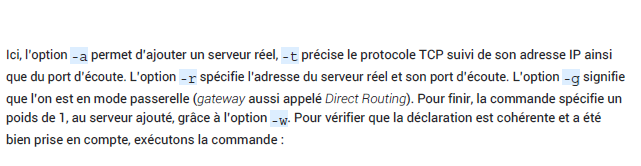 Ici, l'option -a permet d'ajouter un serveur réel, -t précise le protocole TCP suivi de son adresse IP ainsi
que du port d'écoute. L'option -r spécifie l'adresse du serveur réel et son port d'écoute. L'option -g signifie
que l'on est en mode passerelle (gateway aussi appelé Direct Routing). Pour finir, la commande spécifie un
poids de 1, au serveur ajouté, grâce à l'option -w. Pour vérifier que la déclaration est cohérente et a été
bien prise en compte, exécutons la commande :